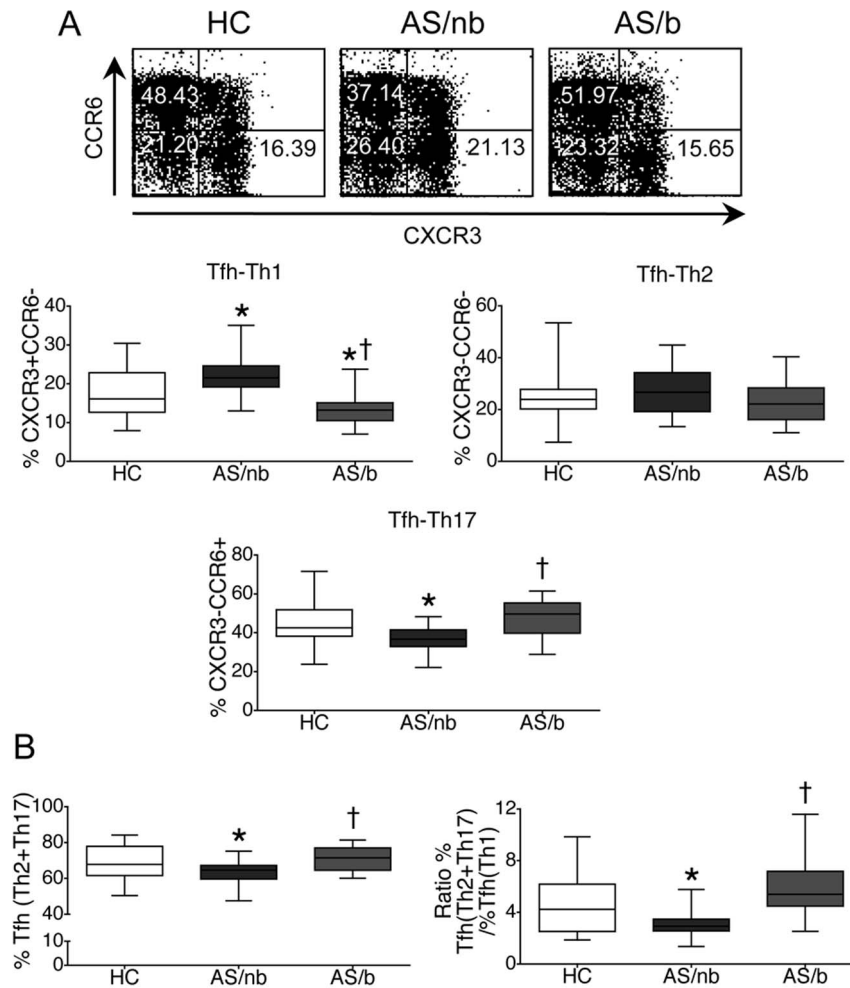 A
HC AS/nb AS/b
CCR6
48.43 37.14 51.97
21.20 16.39 26.40 21.13 23.32 15.65
CXCR3
Tfh-Th1
% CXCR3+CCR6-
40
30
20
10
0
*
*†
HC AS/nb AS/b
Tfh-Th2
% CXCR3-CCR6-
60
40
20
0
HC AS/nb AS/b
Tfh-Th17
% CXCR3-CCR6+
80
60
40
20
0
*
†
HC AS/nb AS/b
B
% Tfh (Th2+Th17)
100
80
60
40
10
0
*
†
HC AS/nb AS/b
Ratio %
Tfh(Th2+Th17)
/%Tfh(Th1)
12
8
4
0
*
†
HC AS/nb AS/b